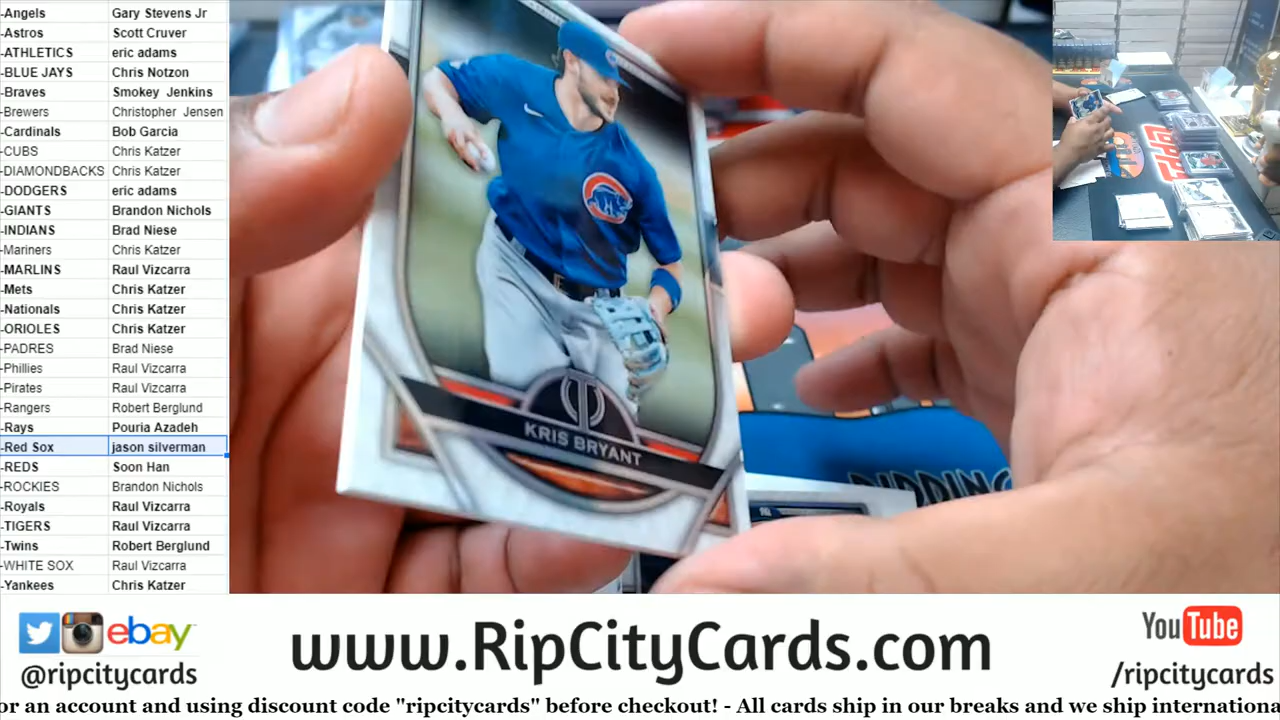 -Angels Gary Stevens Jr
-Astros Scott Cruver
-ATHLETICS eric adams
-BLUE JAYS Chris Notzon
-Braves Smokey Jenkins
-Brewers Christopher Jensen
-Cardinals Bob Garcia
-CUBS Chris Katzer
-DIAMONDBACKS Chris Katzer
-DODGERS eric adams
-GIANTS Brandon Nichols
-INDIANS Brad Niese
-Mariners Chris Katzer
-MARLINS Raul Vizcarra
-Mets Chris Katzer
-Nationals Chris Katzer
-ORIOLES Chris Katzer
-PADRES Brad Niese
-Phillies Raul Vizcarra
-Pirates Raul Vizcarra
-Rangers Robert Berglund
-Rays Pouria Azadeh
-Red Sox jason silverman
-REDS Soon Han
-ROCKIES Brandon Nichols
-Royals Raul Vizcarra
-TIGERS Raul Vizcarra
-Twins Robert Berglund
-WHITE SOX Raul Vizcarra
-Yankees Chris Katzer
KRIS BRYANT
ebay
@ripcitycards
www.RipCityCards.com
YouTube
/ripcitycards
or an account and using discount code "ripcitycards" before checkout! - All cards ship in our breaks and we ship internationa